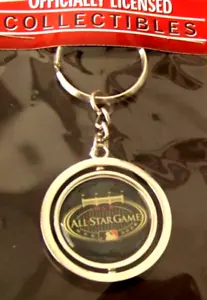 OFFICIALLY LICENSED
COLLECTIBLES
ALL STAR GAME